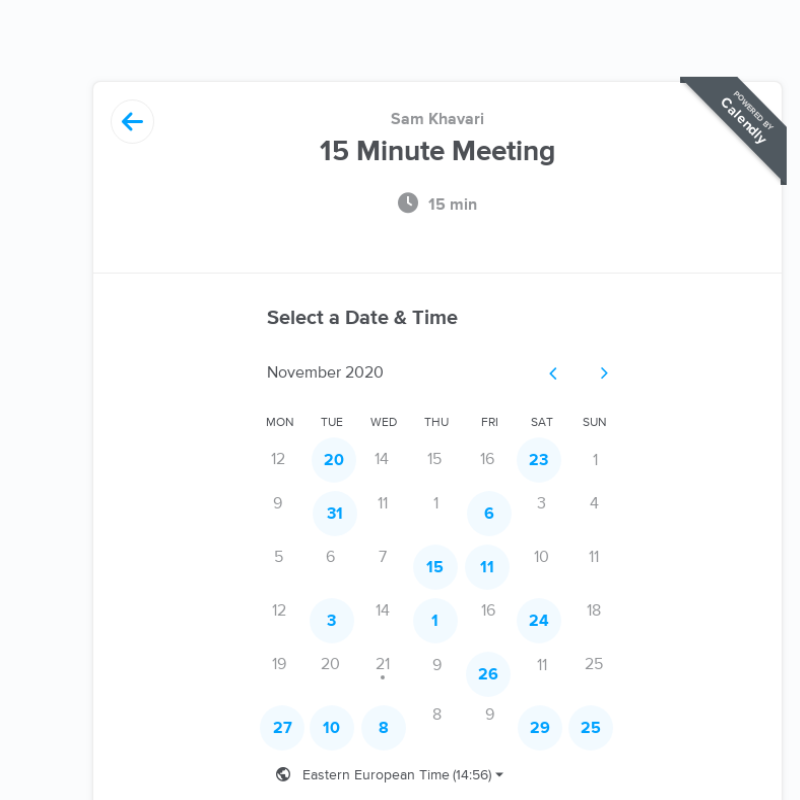 Sam Khavari
15 Minute Meeting
15 min
POWERED BY
Calendly
Select a Date & Time
November 2020
MON TUE WED THU FRI SAT SUN
12 20 14 15 16 23 1
9 31 11 1 6 3 4
5 6 7 15 11 10 11
12 3 14 1 16 24 18
19 20 21 9 26 11 25
27 10 8 8 9 29 25
Eastern European Time (14:56)